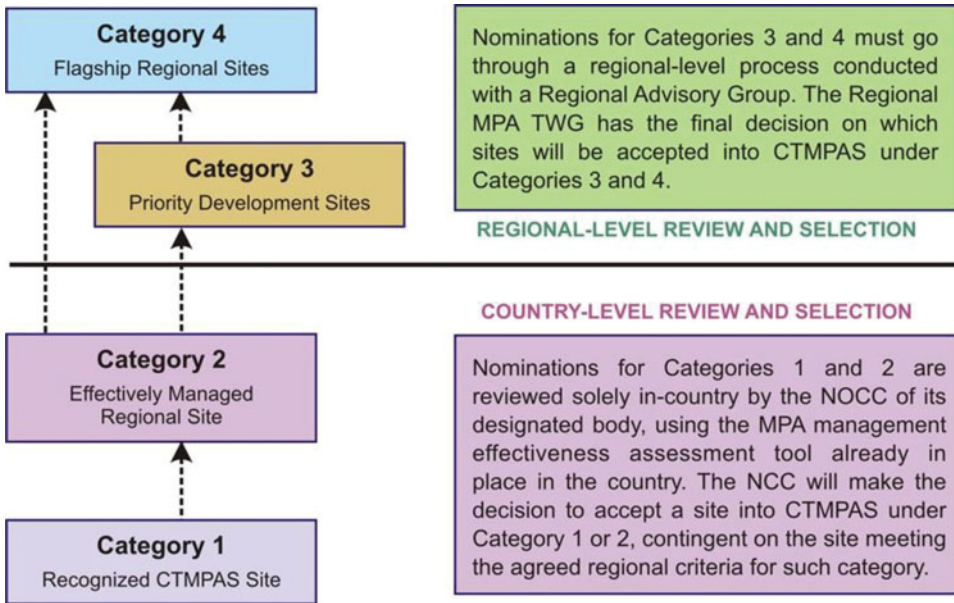 Category 4
Flagship Regional Sites
Category 3
Priority Development Sites
Category 2
Effectively Managed
Regional Site
Category 1
Recognized CTMPAS Site
Nominations for Categories 3 and 4 must go
through a regional-level process conducted
with a Regional Advisory Group. The Regional
MPA TWG has the final decision on which
sites will be accepted into CTMPAS under
Categories 3 and 4.
REGIONAL-LEVEL REVIEW AND SELECTION
COUNTRY-LEVEL REVIEW AND SELECTION
Nominations for Categories 1 and 2 are
reviewed solely in-country by the NOCC of its
designated body, using the MPA management
effectiveness assessment tool already in
place in the country. The NCC will make the
decision to accept a site into CTMPAS under
Category 1 or 2, contingent on the site meeting
the agreed regional criteria for such category.